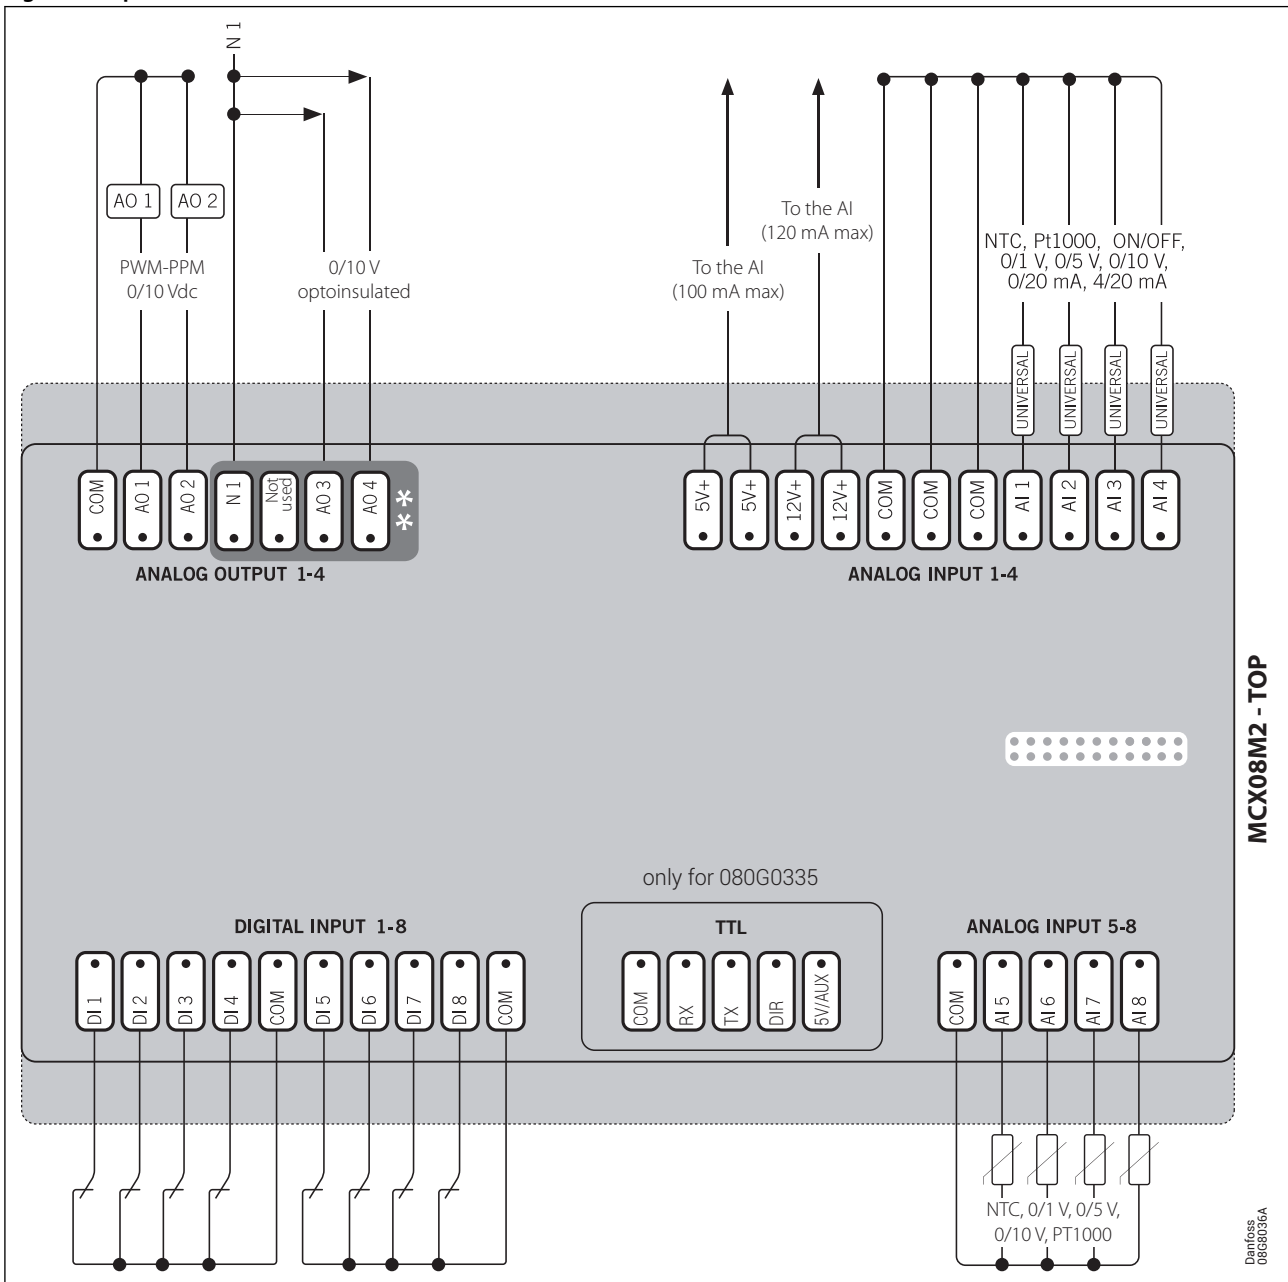 N 1
AO 1
AO 2
PWM-PPM
0/10 Vdc
0/10 V
optoinsulated
To the AI
(100 mA max)
To the AI
(120 mA max)
NTC, Pt1000, ON/OFF,
0/1 V, 0/5 V, 0/10 V,
0/20 mA, 4/20 mA
UNIVERSAL
UNIVERSAL
UNIVERSAL
UNIVERSAL
COM
AO 1
AO 2
N 1
Not
used
AO 3
AO 4
**
5V+
5V+
12V+
12V+
COM
COM
COM
AI 1
AI 2
AI 3
AI 4
ANALOG OUTPUT 1-4
ANALOG INPUT 1-4
MCX08M2 - TOP
only for 080G0335
DIGITAL INPUT 1-8
TTL
ANALOG INPUT 5-8
DI 1
DI 2
DI 3
DI 4
COM
DI 5
DI 6
DI 7
DI 8
COM
COM
RX
TX
DIR
5V/AUX
COM
AI 5
AI 6
AI 7
AI 8
NTC, 0/1 V, 0/5 V,
0/10 V, PT1000
Danfoss
08G8036A